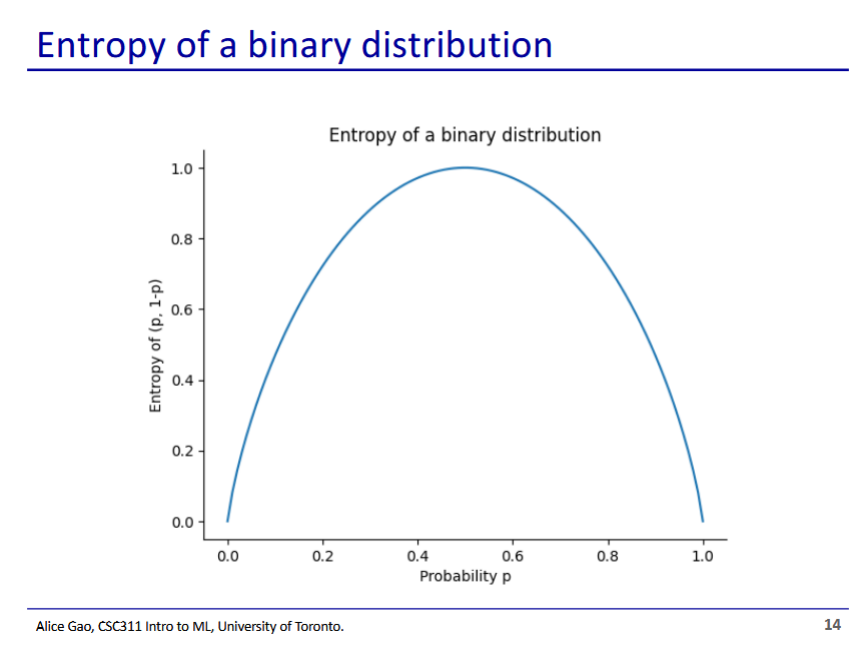 Entropy of a binary distribution
Entropy of a binary distribution
1.0
0.8
0.6
0.4
0.2
0.0
Entropy of (p, 1-p)
0.0 0.2 0.4 0.6 0.8 1.0
Probability p
Alice Gao, CSC311 Intro to ML, University of Toronto. 14